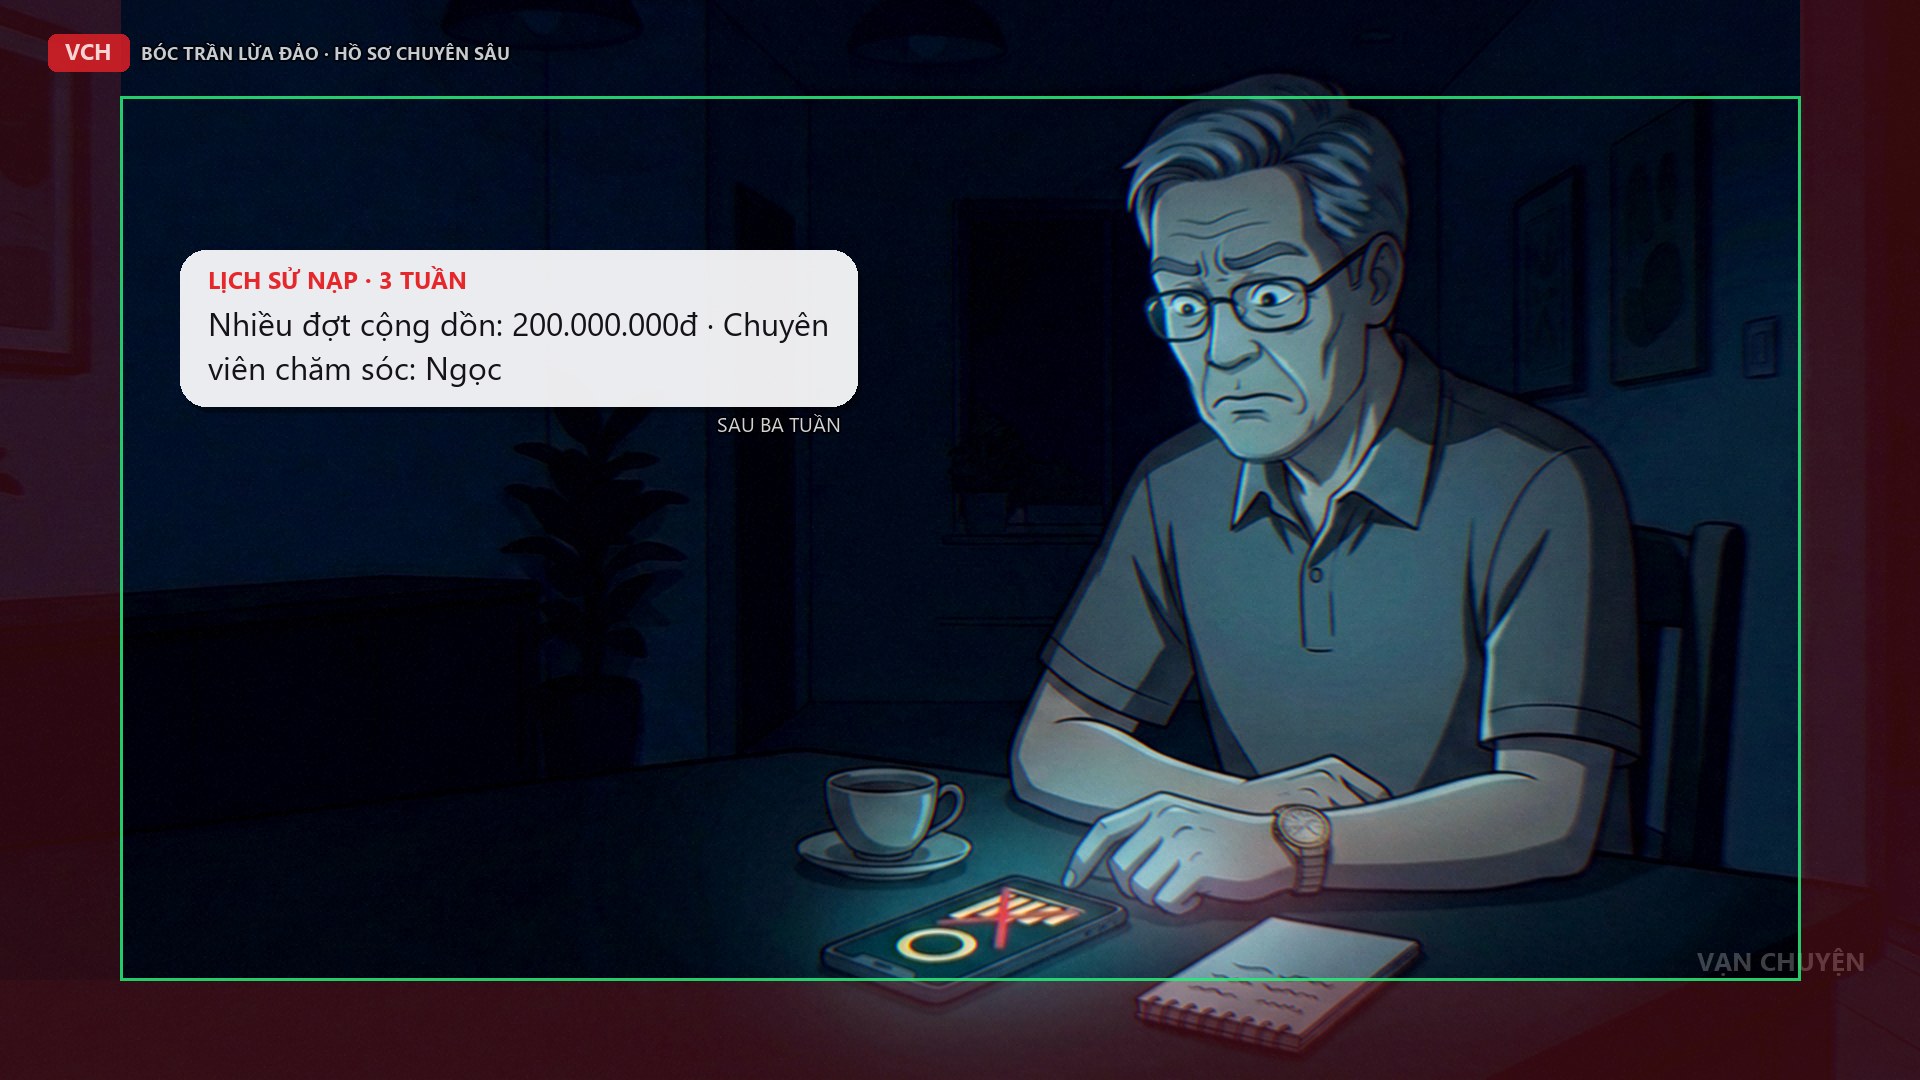 VCH BÓC TRẦN LỪA ĐẢO · HỒ SƠ CHUYÊN SÂU
LỊCH SỬ NẠP · 3 TUẦN
Nhiều đợt cộng dồn: 200.000.000đ · Chuyên
viên chăm sóc: Ngọc
SAU BA TUẦN
VẠN CHUYỆN